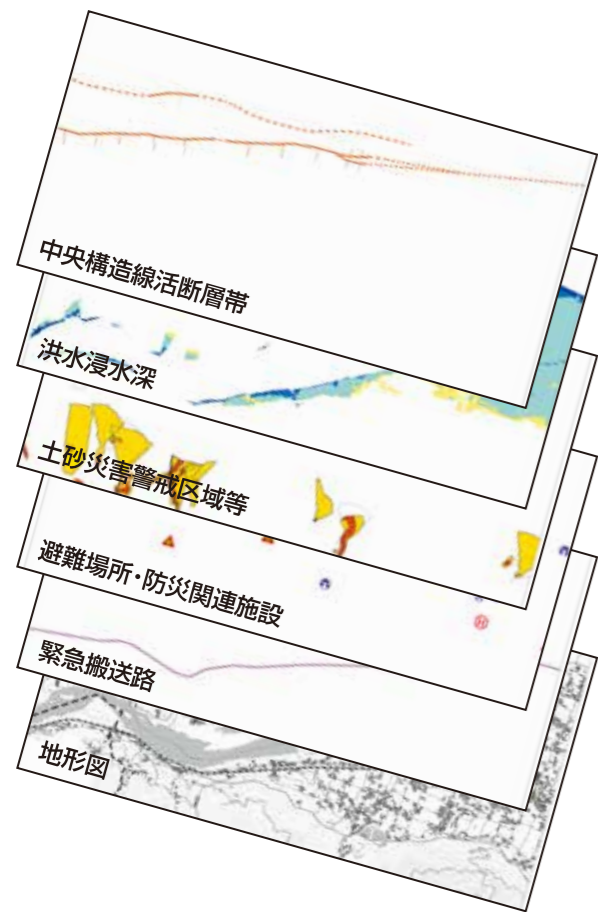 中央構造線活断層帯
洪水浸水深
土砂災害警戒区域等
避難場所・防災関連施設
緊急搬送路
地形図